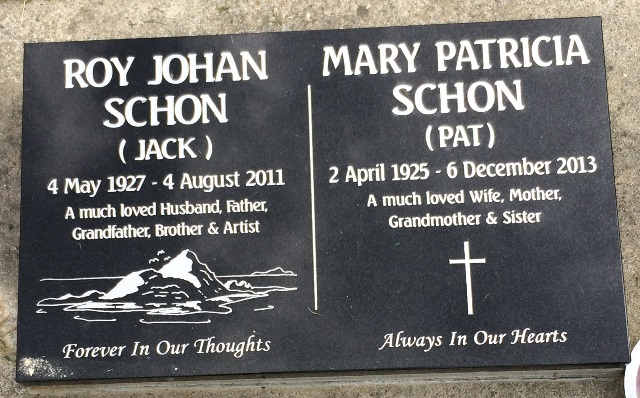 ROY JOHAN
SCHON
( JACK )
4 May 1927 - 4 August 2011
A much loved Husband, Father,
Grandfather, Brother & Artist
Forever In Our Thoughts
MARY PATRICIA
SCHON
(PAT)
2 April 1925 - 6 December 2013
A much loved Wife, Mother,
Grandmother & Sister
Always In Our Hearts